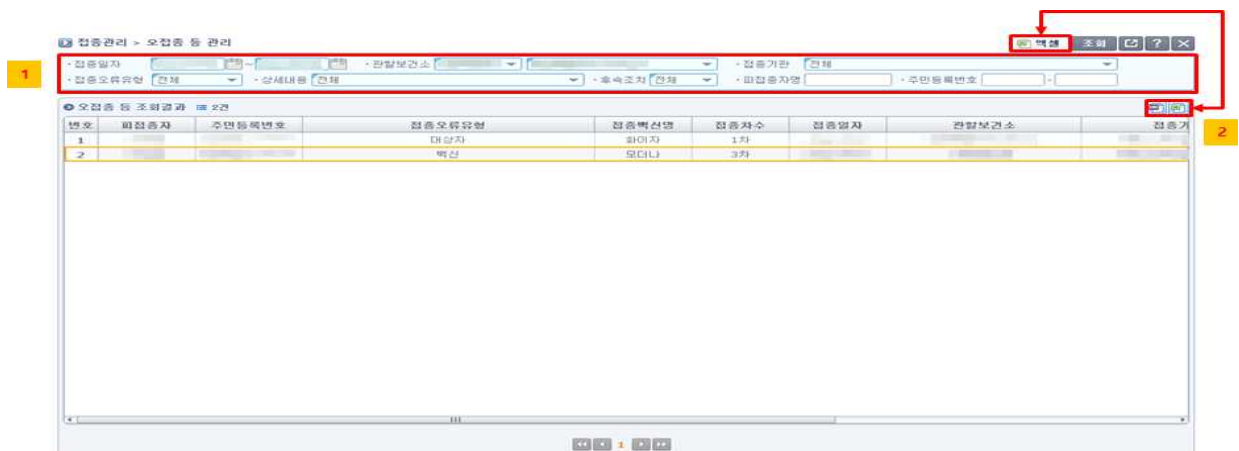 접종관리 > 오접종 등 관리 엑셀 조회 ? X
1
·접종일자 ~ ·관할보건소 ·접종기관 전체
·접종오류유형 전체 ·상세내용 전체 ·후속조치 전체 ·피접종자명 ·주민등록번호 -
오접종 등 조회결과 2건
2
번호 피접종자 주민등록번호 접종오류유형 접종백신명 접종차수 접종일자 관할보건소 접종기
1 대상자 화이자 1차
2 백신 모더나 3차
1